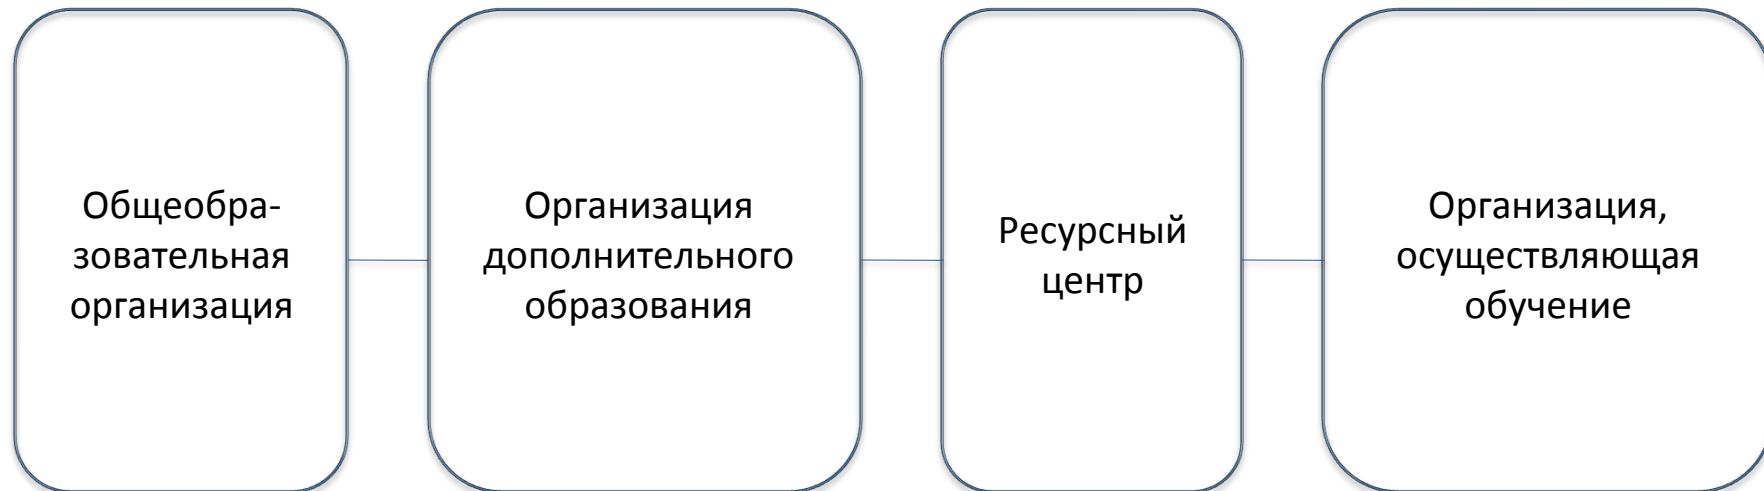 Общеобра-
зовательная
организация
Организация
дополнительного
образования
Ресурсный
центр
Организация,
осуществляющая
обучение